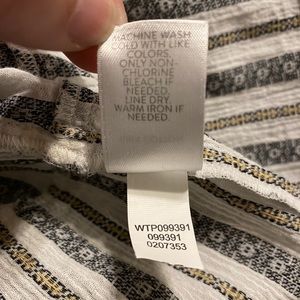 MACHINE WASH
COLD WITH LIKE
COLORS.
ONLY NON-
CHLORINE
BLEACH IF
NEEDED.
LINE DRY
WARM IRON IF
NEEDED.
WTP099391
099391
0207353